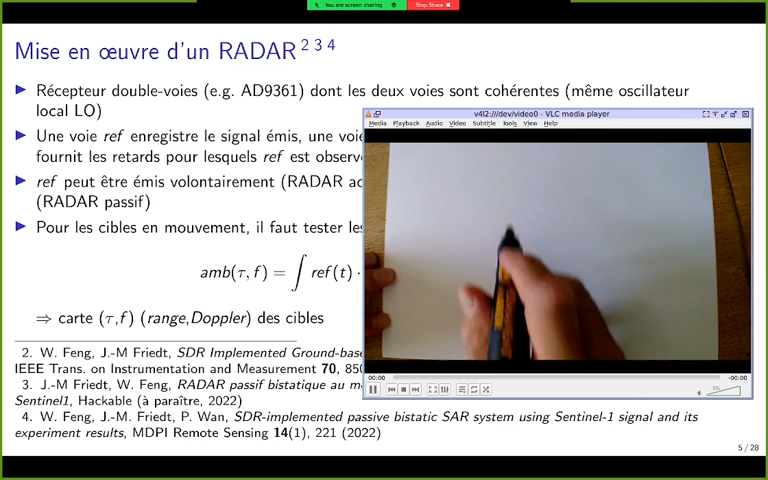 You are screen sharing
Stop Share
Mise en œuvre d'un RADAR 2 3 4
Récepteur double-voies (e.g. AD9361) dont les deux voies sont cohérentes (même oscillateur
local LO)
Une voie ref enregistre le signal émis, une voie
fournit les retards pour lesquels ref est observ
ref peut être émis volontairement (RADAR ac
(RADAR passif)
Pour les cibles en mouvement, il faut tester les
amb(τ, f) = ∫ ref(t) ·
⇒ carte (τ,f) (range,Doppler) des cibles
2. W. Feng, J.-M Friedt, SDR Implemented Ground-base
IEEE Trans. on Instrumentation and Measurement 70, 850
3. J.-M Friedt, W. Feng, RADAR passif bistatique au m
Sentinel1, Hackable (à paraître, 2022)
4. W. Feng, J.-M. Friedt, P. Wan, SDR-implemented passive bistatic SAR system using Sentinel-1 signal and its
experiment results, MDPI Remote Sensing 14(1), 221 (2022)
5 / 28
v4l2:///dev/video0 - VLC media player
Media Playback Audio Video Subtitle Tools View Help
00:00
-00:00
0%